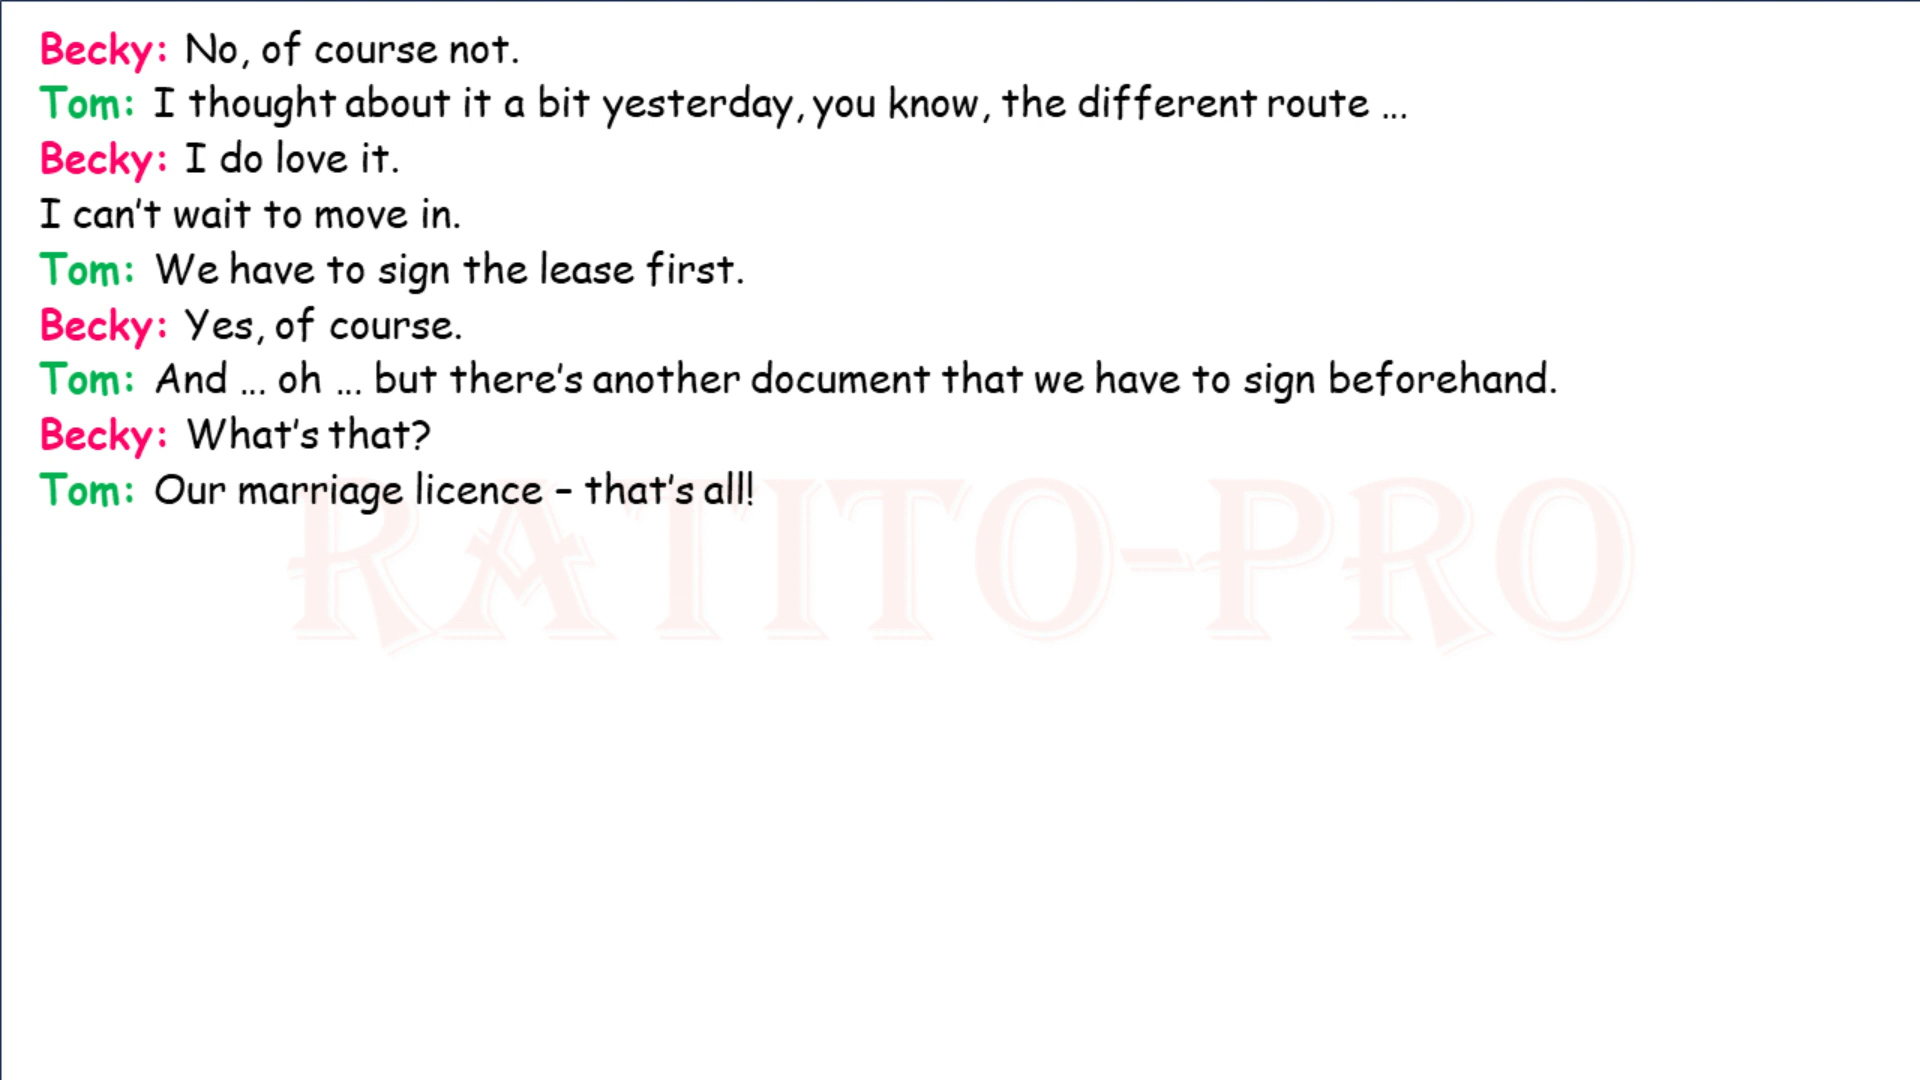 Becky: No, of course not.
Tom: I thought about it a bit yesterday, you know, the different route ...
Becky: I do love it.
I can't wait to move in.
Tom: We have to sign the lease first.
Becky: Yes, of course.
Tom: And ... oh ... but there's another document that we have to sign beforehand.
Becky: What's that?
Tom: Our marriage licence – that's all!
RATITO-PRO